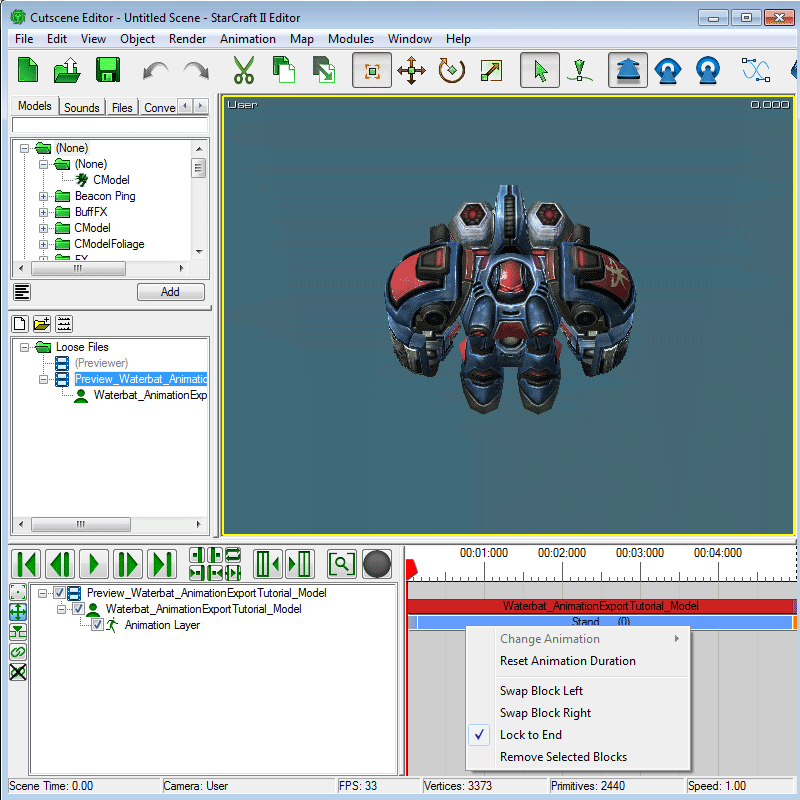 Cutscene Editor - Untitled Scene - StarCraft II Editor
File Edit View Object Render Animation Map Modules Window Help
Models Sounds Files Conve
(None)
(None)
CModel
Beacon Ping
BuffFX
CModel
CModelFoliage
FX
Add
Loose Files
(Previewer)
Preview_Waterbat_Animatic
Waterbat_AnimationExp
User
0.000
00:01:000 00:02:000 00:03:000 00:04:000
Preview_Waterbat_AnimationExportTutorial_Model
Waterbat_AnimationExportTutorial_Model
Animation Layer
Waterbat_AnimationExportTutorial_Model
Stand (0)
Change Animation
Reset Animation Duration
Swap Block Left
Swap Block Right
Lock to End
Remove Selected Blocks
Scene Time: 0.00 Camera: User FPS: 33 Vertices: 3373 Primitives: 2440 Speed: 1.00